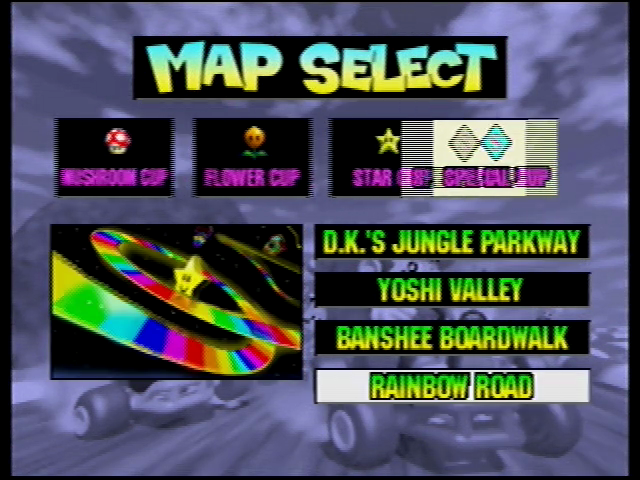 MAP SELECT
MUSHROOM CUP
FLOWER CUP
STAR CUP
SPECIAL CUP
D.K.'S JUNGLE PARKWAY
YOSHI VALLEY
BANSHEE BOARDWALK
RAINBOW ROAD